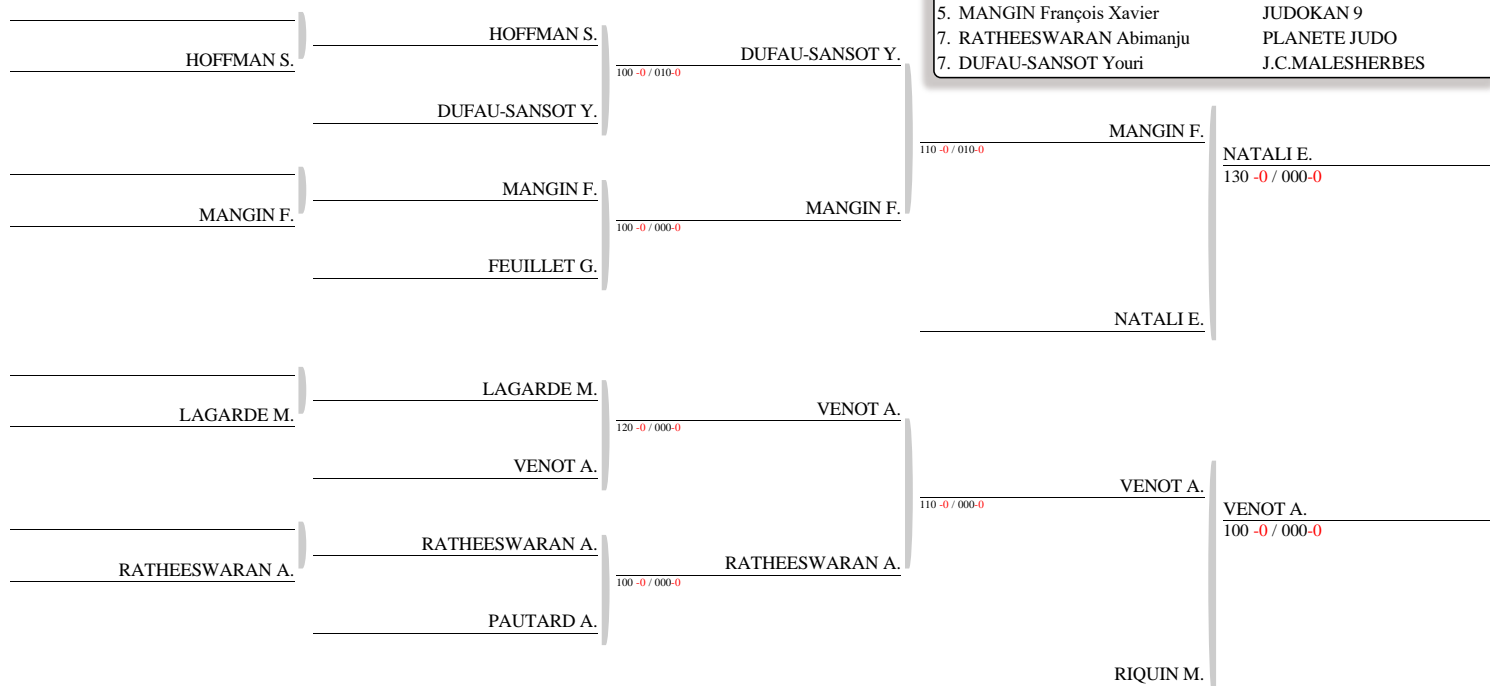 5. MANGIN François Xavier JUDOKAN 9
7. RATHEESWARAN Abimanju PLANETE JUDO
7. DUFAU-SANSOT Youri J.C.MALESHERBES
HOFFMAN S.
HOFFMAN S.
DUFAU-SANSOT Y.
100 -0 / 010-0
DUFAU-SANSOT Y.
MANGIN F.
110 -0 / 010-0
NATALI E.
130 -0 / 000-0
MANGIN F.
MANGIN F.
MANGIN F.
100 -0 / 000-0
FEUILLET G.
NATALI E.
LAGARDE M.
LAGARDE M.
VENOT A.
120 -0 / 000-0
VENOT A.
VENOT A.
110 -0 / 000-0
VENOT A.
100 -0 / 000-0
RATHEESWARAN A.
RATHEESWARAN A.
RATHEESWARAN A.
100 -0 / 000-0
PAUTARD A.
RIQUIN M.